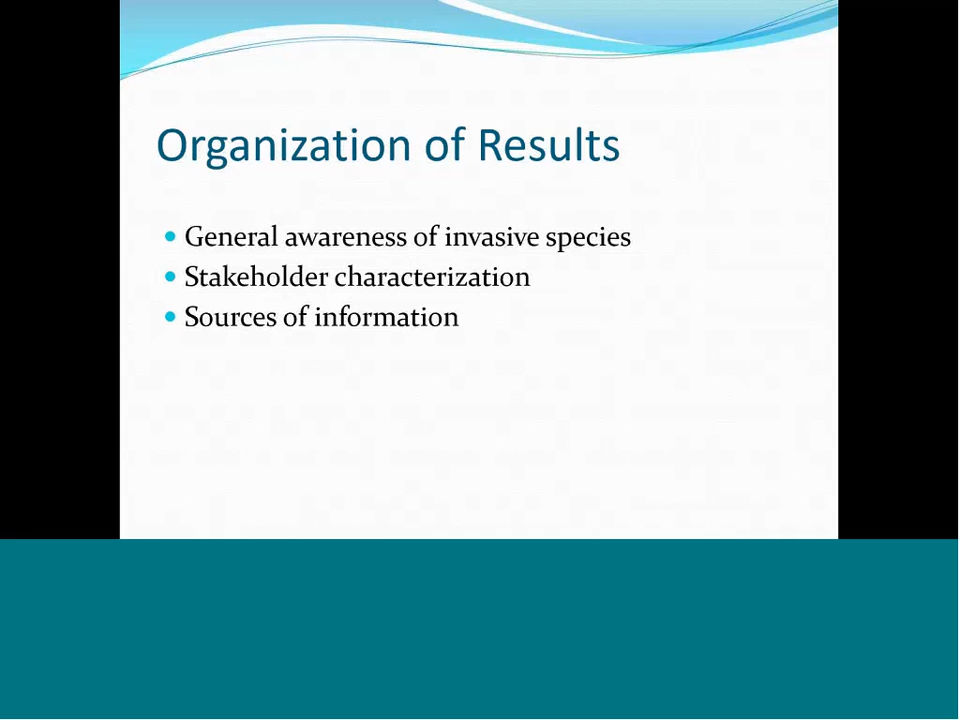 Organization of Results
General awareness of invasive species
Stakeholder characterization
Sources of information